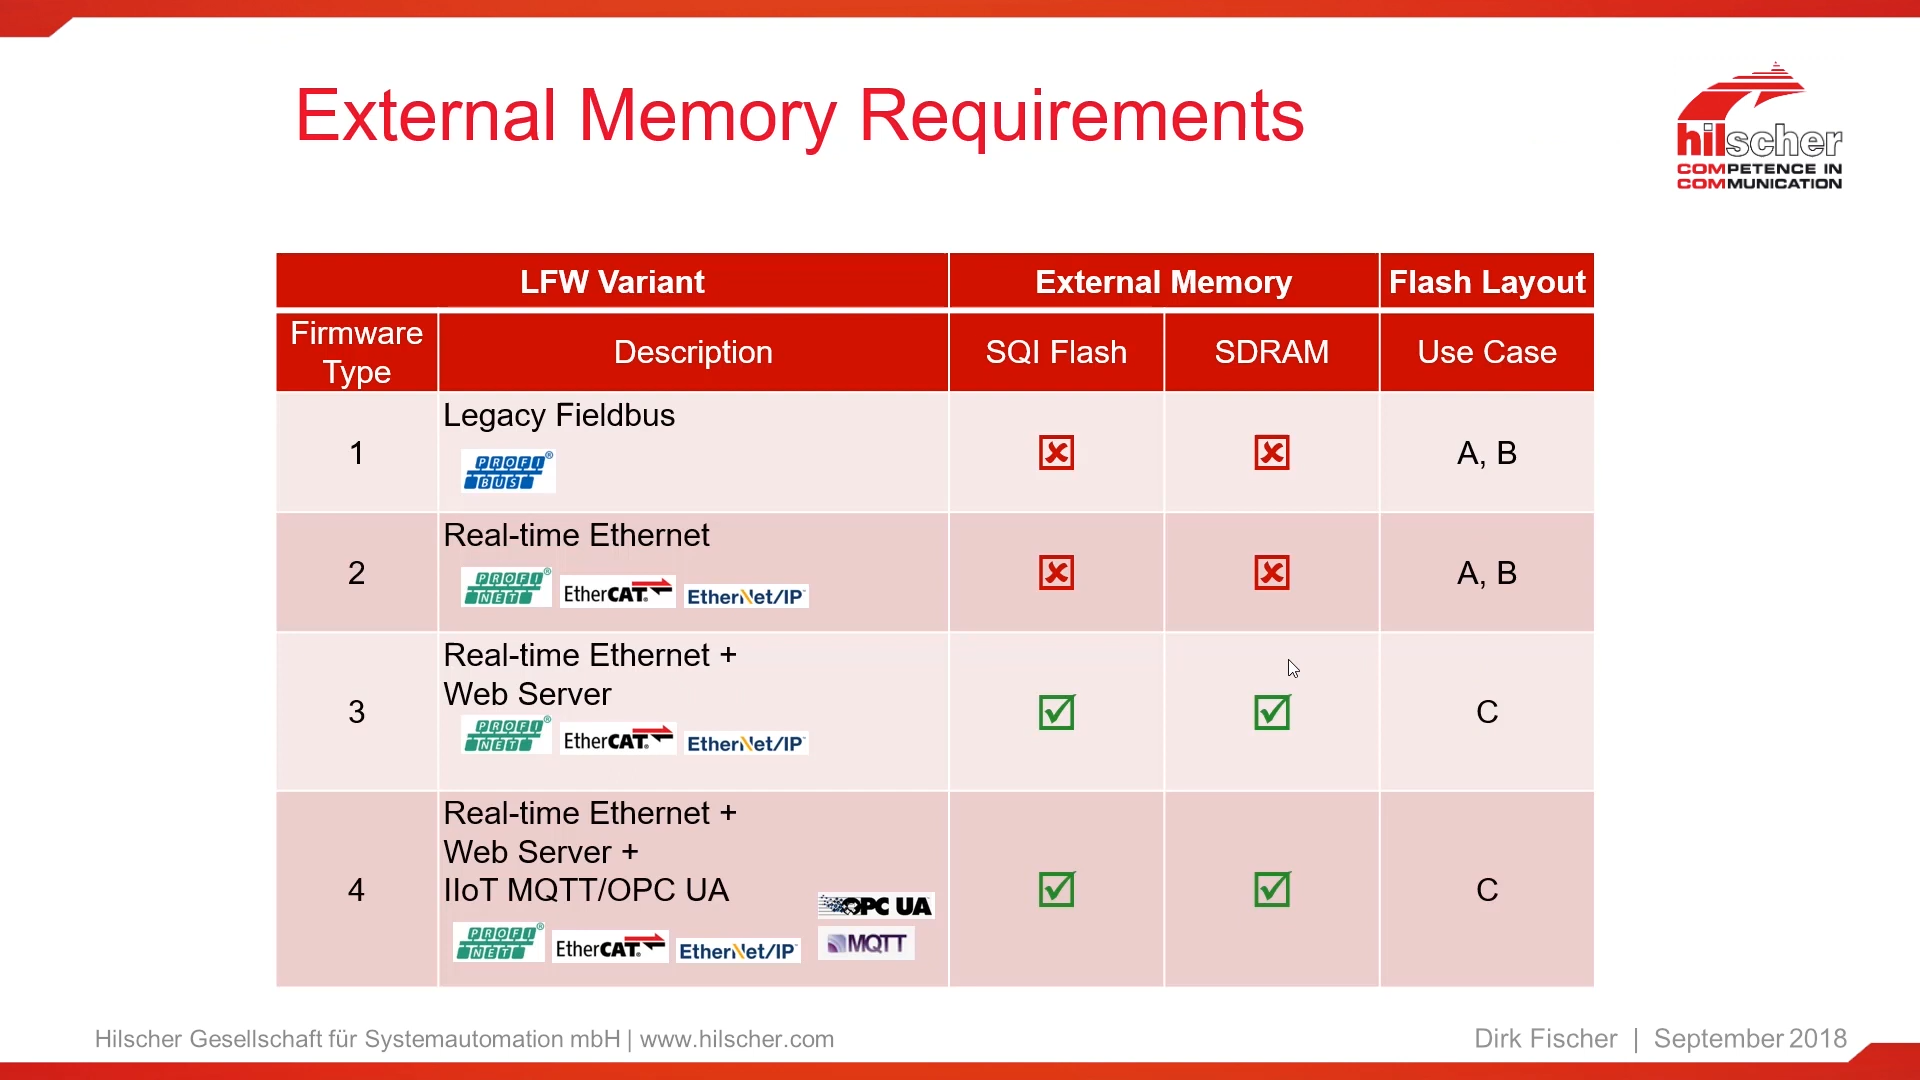 External Memory Requirements
hilscher
COMPETENCE IN
COMMUNICATION
LFW Variant External Memory Flash Layout
Firmware Type Description SQI Flash SDRAM Use Case
1 Legacy Fieldbus A, B
PROFI BUS®
2 Real-time Ethernet A, B
PROFI NET® EtherCAT® EtherNet/IP™
3 Real-time Ethernet +
Web Server C
PROFI NET® EtherCAT® EtherNet/IP™
Real-time Ethernet +
Web Server +
4 IIoT MQTT/OPC UA C
OPC UA
PROFI NET® EtherCAT® EtherNet/IP™ MQTT
Hilscher Gesellschaft für Systemautomation mbH | www.hilscher.com Dirk Fischer | September 2018